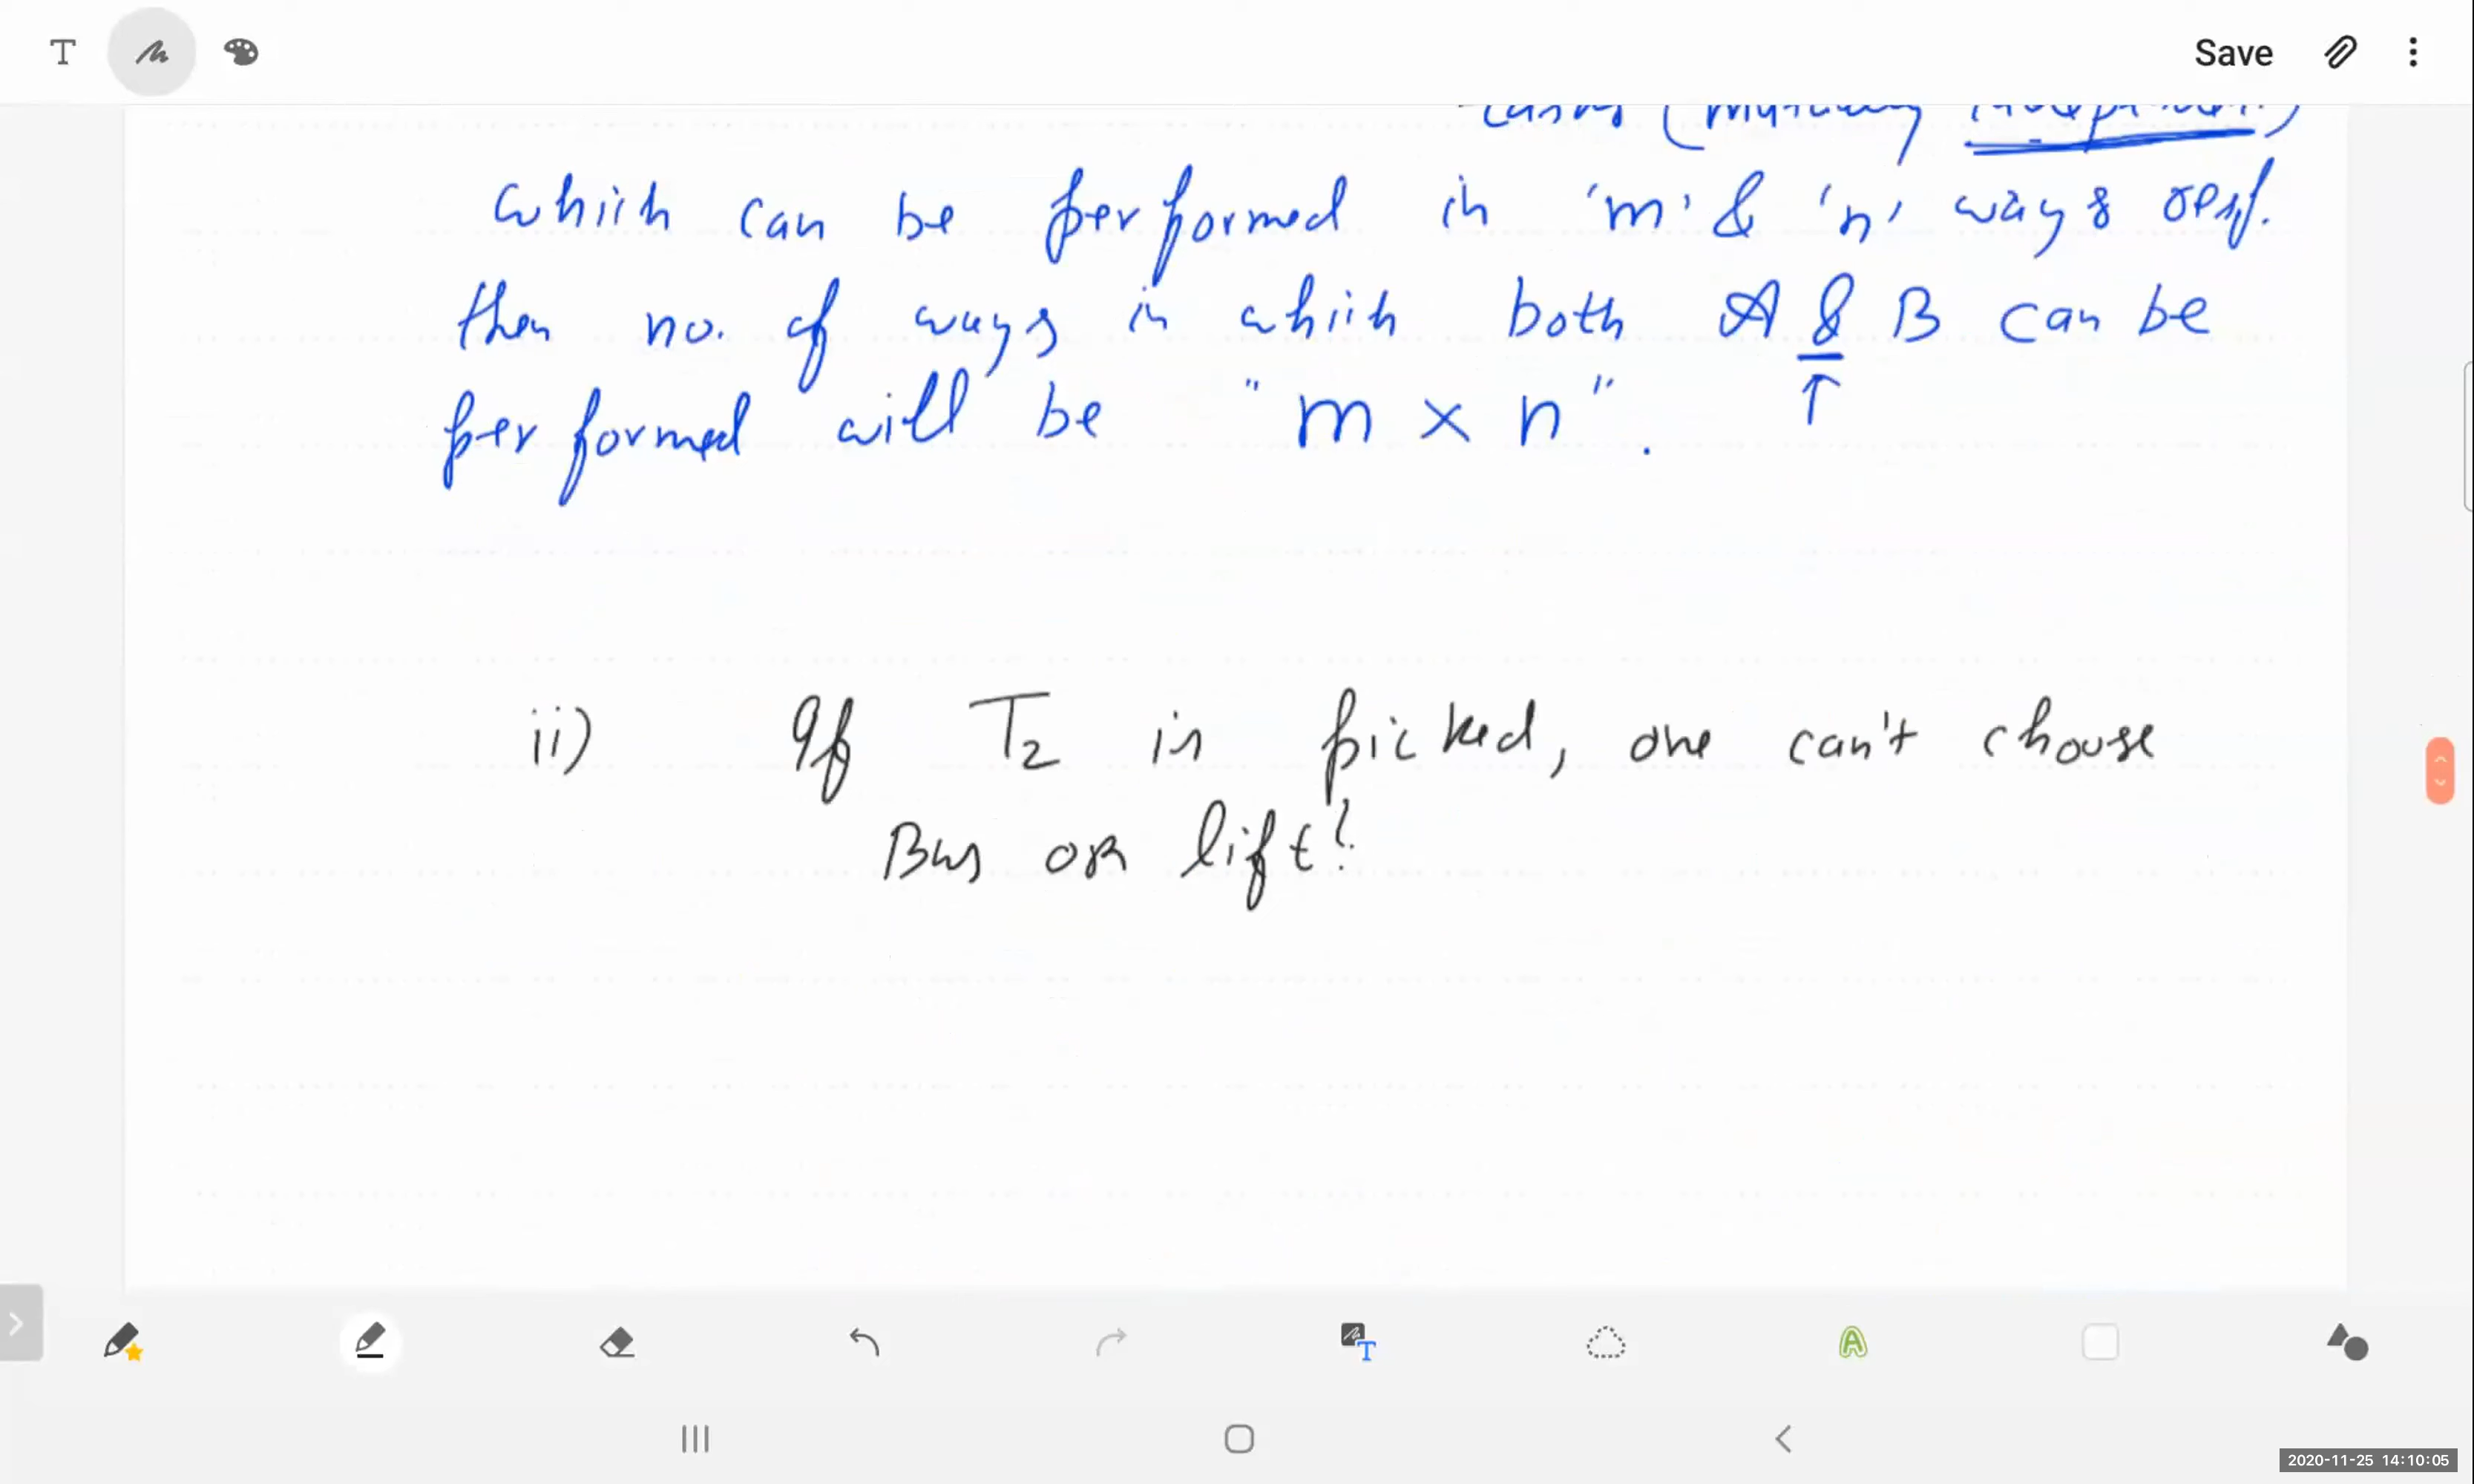 T
Save
which can be performed in 'm' & 'n' ways resp.
then no. of ways in which both A & B can be
performed will be "m x n".
ii) If T2 is picked, one can't choose
Bus or lift?
T
A
2020-11-25 14:10:05